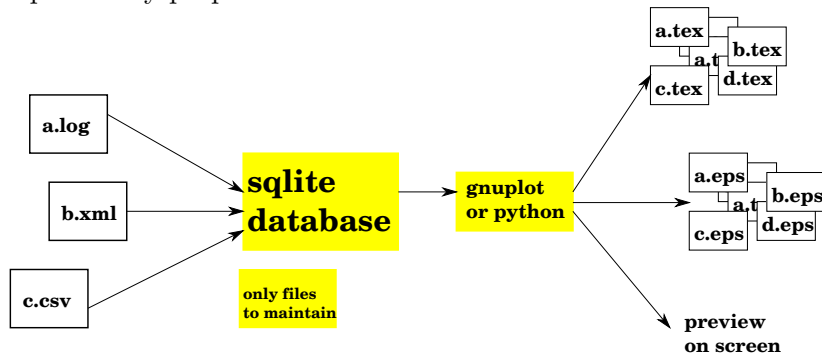 a.tex
b.tex
a.t
c.tex
d.tex
a.log
sqlite
database
gnuplot
or python
a.eps
b.eps
a.t
c.eps
d.eps
b.xml
c.csv
only files
to maintain
preview
on screen